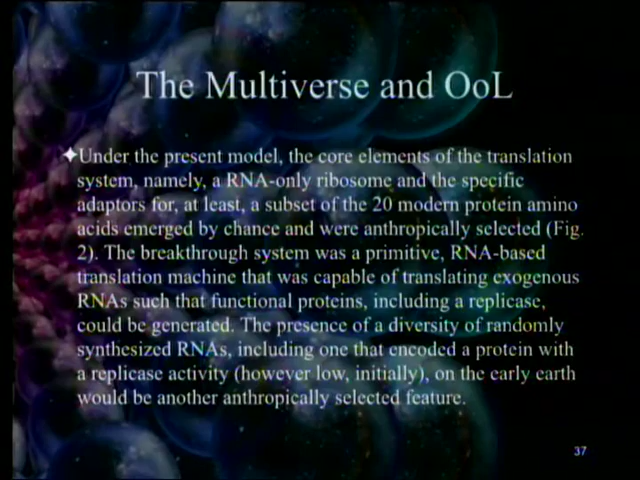 The Multiverse and OoL
✦Under the present model, the core elements of the translation
system, namely, a RNA-only ribosome and the specific
adaptors for, at least, a subset of the 20 modern protein amino
acids emerged by chance and were anthropically selected (Fig.
2). The breakthrough system was a primitive, RNA-based
translation machine that was capable of translating exogenous
RNAs such that functional proteins, including a replicase,
could be generated. The presence of a diversity of randomly
synthesized RNAs, including one that encoded a protein with
a replicase activity (however low, initially), on the early earth
would be another anthropically selected feature.
37